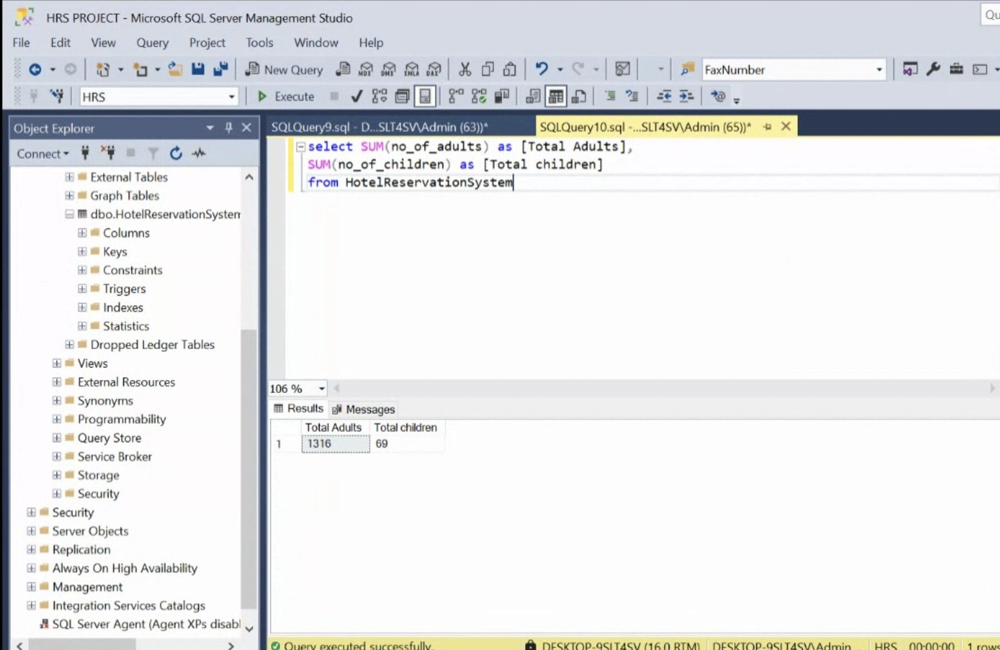 HRS PROJECT - Microsoft SQL Server Management Studio
Qu
File Edit View Query Project Tools Window Help
New Query MDX DMX XMLA DAX FaxNumber
HRS Execute
Object Explorer
SQLQuery9.sql - D...SLT4SV\Admin (63))* SQLQuery10.sql -...SLT4SV\Admin (65))*
Connect
select SUM(no_of_adults) as [Total Adults],
SUM(no_of_children) as [Total children]
from HotelReservationSystem
External Tables
Graph Tables
dbo.HotelReservationSystem
Columns
Keys
Constraints
Triggers
Indexes
Statistics
Dropped Ledger Tables
Views
External Resources
Synonyms
Programmability
Query Store
Service Broker
Storage
Security
Security
Server Objects
Replication
Always On High Availability
Management
Integration Services Catalogs
SQL Server Agent (Agent XPs disabl
106 %
Results Messages
Total Adults Total children
1 1316 69
Query executed successfully. DESKTOP-9SLT4SV (16.0 RTM) DESKTOP-9SLT4SV\Admin ... HRS 00:00:00 1 rows